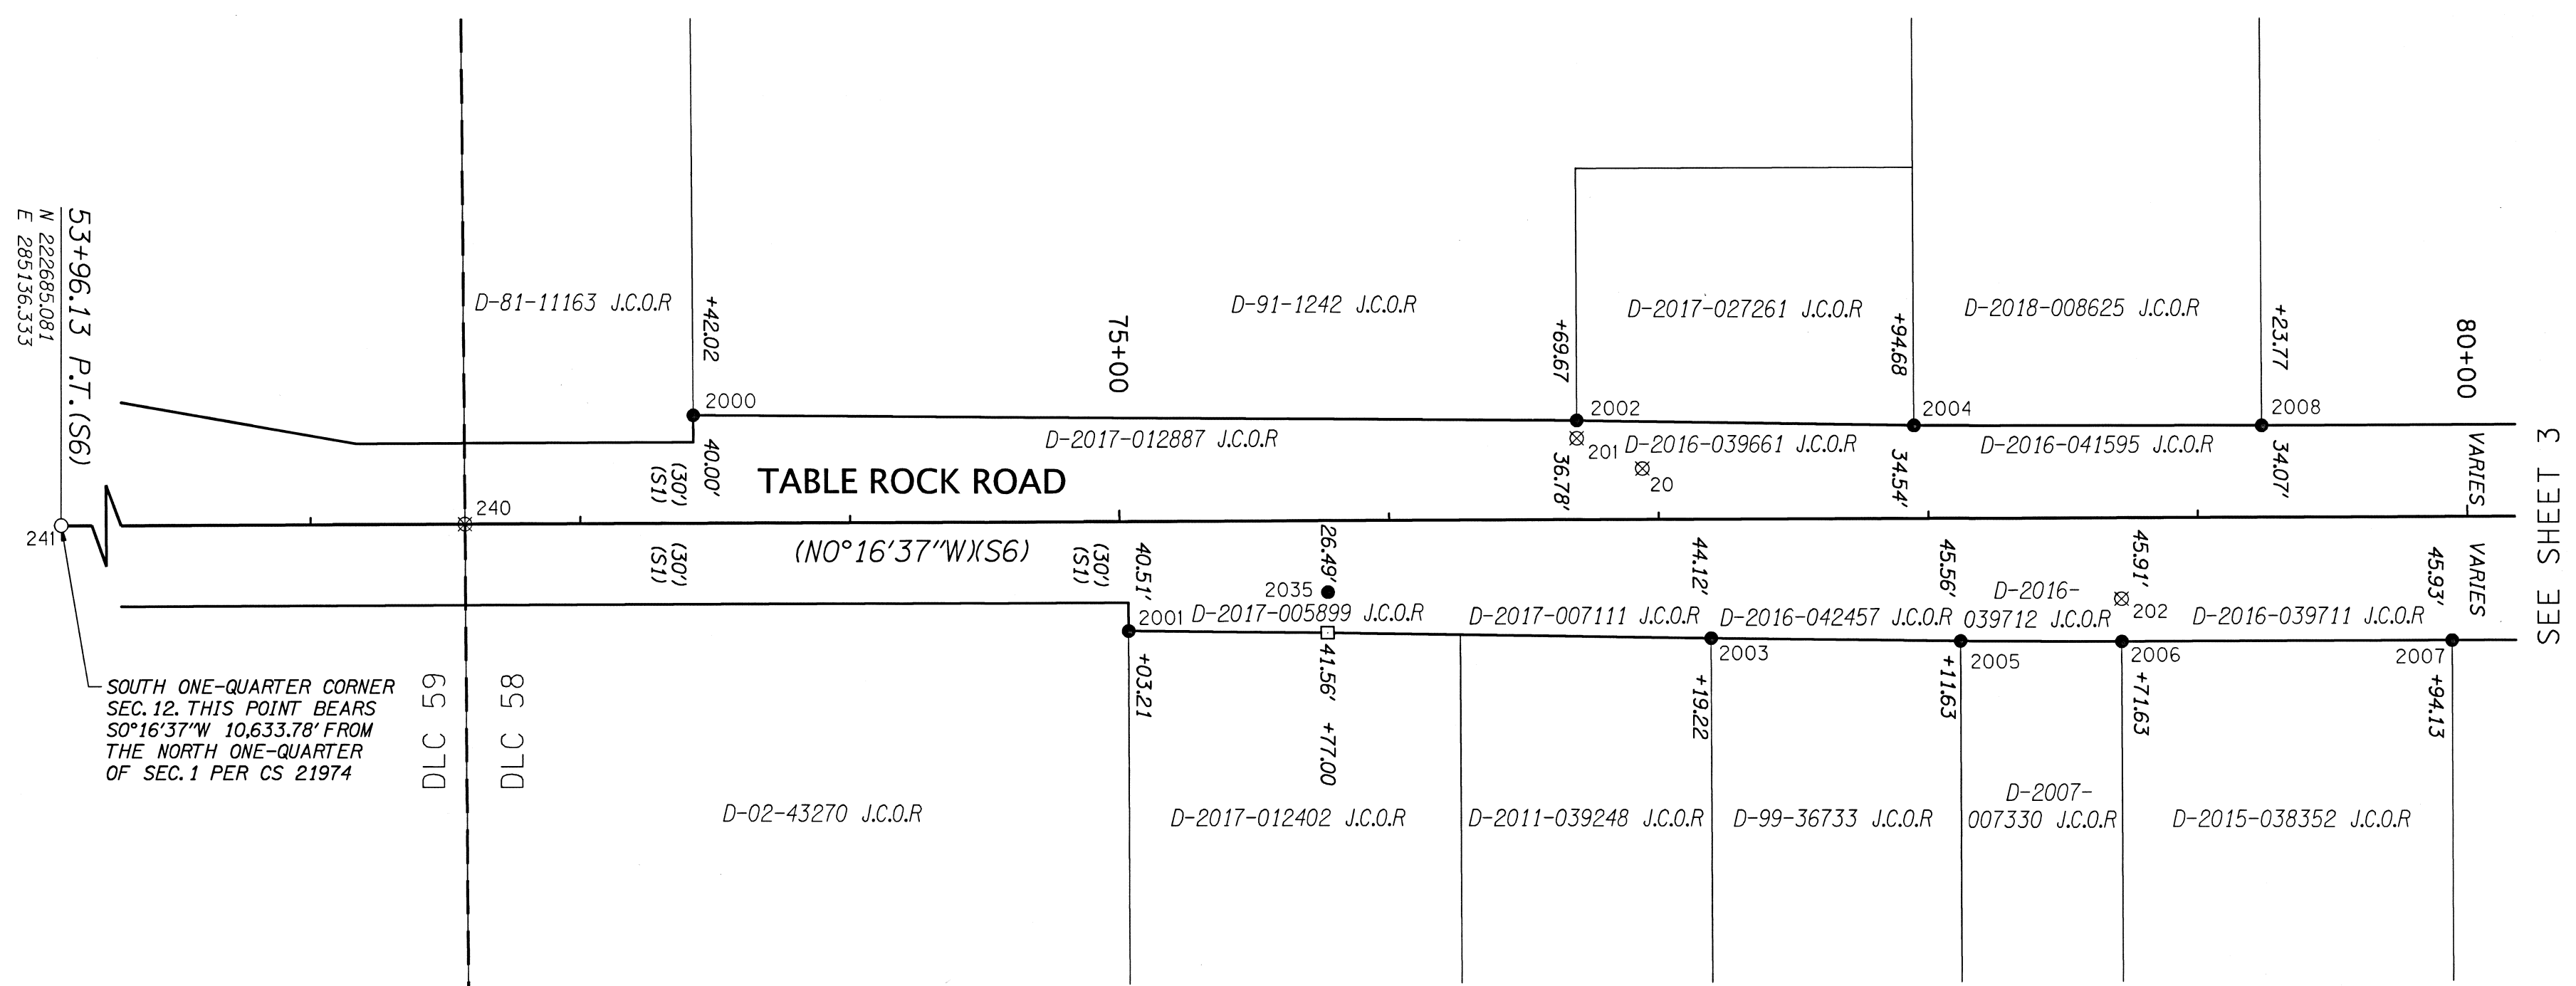 53+96.13 P.T.(S6)
N 222685.081
E 285136.333
241
SOUTH ONE-QUARTER CORNER
SEC.12. THIS POINT BEARS
S0°16'37"W 10,633.78' FROM
THE NORTH ONE-QUARTER
OF SEC.1 PER CS 21974
DLC 59
DLC 58
240
D-81-11163 J.C.O.R
+42.02
2000
40.00'
(30')
(S1)
(30')
(S1)
TABLE ROCK ROAD
(N0°16'37"W)(S6)
D-02-43270 J.C.O.R
75+00
D-91-1242 J.C.O.R
D-2017-012887 J.C.O.R
(30')
(S1)
40.51'
2001
+03.21
26.49'
2035
D-2017-005899 J.C.O.R
41.56'
+77.00
D-2017-012402 J.C.O.R
+69.67
2002
201
36.78'
20
D-2017-027261 J.C.O.R
D-2016-039661 J.C.O.R
D-2017-007111 J.C.O.R
D-2011-039248 J.C.O.R
44.12'
2003
+19.22
+94.68
2004
34.54'
D-2016-042457 J.C.O.R
D-99-36733 J.C.O.R
45.56'
2005
+11.63
D-2018-008625 J.C.O.R
D-2016-041595 J.C.O.R
D-2016-
039712 J.C.O.R
D-2007-
007330 J.C.O.R
45.91'
202
2006
+71.63
+23.77
2008
34.07'
D-2016-039711 J.C.O.R
D-2015-038352 J.C.O.R
45.93'
2007
+94.13
80+00
VARIES
VARIES
SEE SHEET 3